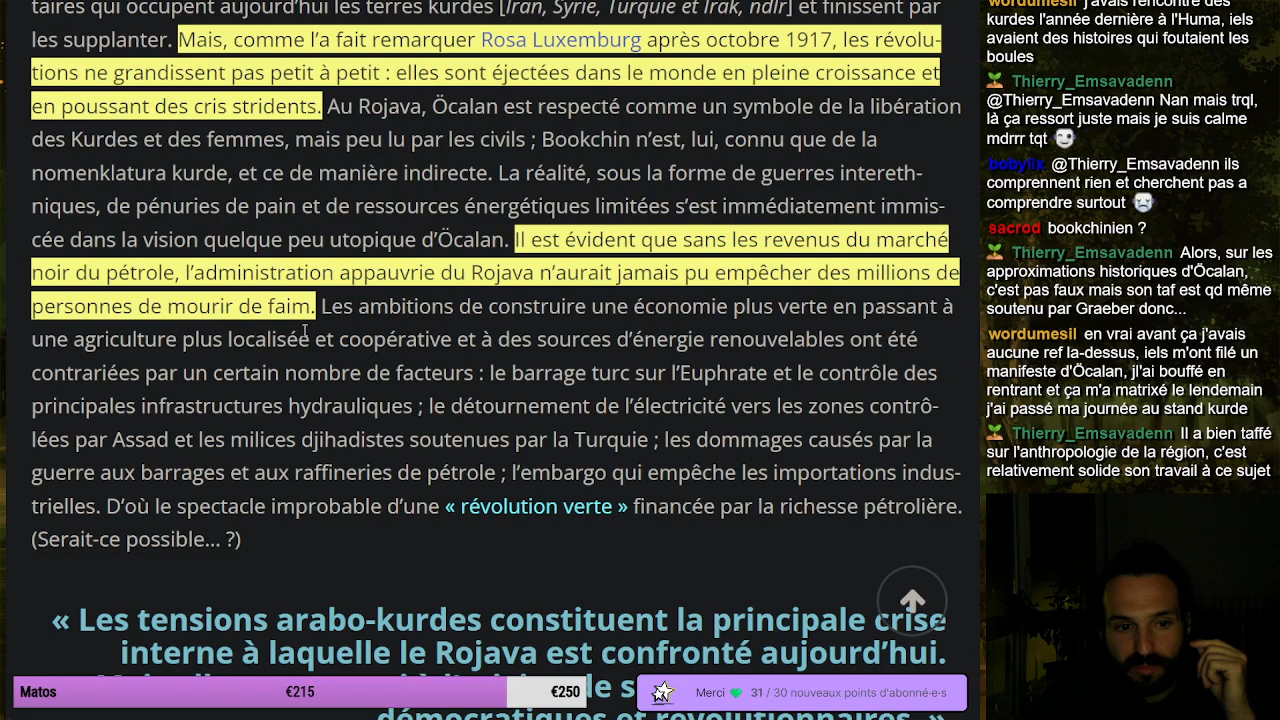 taires qui occupent aujourd'hui les terres kurdes [Iran, Syrie, Turquie et Irak, ndlr] et finissent par
les supplanter. Mais, comme l'a fait remarquer Rosa Luxemburg après octobre 1917, les révolu-
tions ne grandissent pas petit à petit : elles sont éjectées dans le monde en pleine croissance et
en poussant des cris stridents. Au Rojava, Öcalan est respecté comme un symbole de la libération
des Kurdes et des femmes, mais peu lu par les civils ; Bookchin n'est, lui, connu que de la
nomenklatura kurde, et ce de manière indirecte. La réalité, sous la forme de guerres intereth-
niques, de pénuries de pain et de ressources énergétiques limitées s'est immédiatement immis-
cée dans la vision quelque peu utopique d'Öcalan. Il est évident que sans les revenus du marché
noir du pétrole, l'administration appauvrie du Rojava n'aurait jamais pu empêcher des millions de
personnes de mourir de faim. Les ambitions de construire une économie plus verte en passant à
une agriculture plus localisée et coopérative et à des sources d'énergie renouvelables ont été
contrariées par un certain nombre de facteurs : le barrage turc sur l'Euphrate et le contrôle des
principales infrastructures hydrauliques ; le détournement de l'électricité vers les zones contrô-
lées par Assad et les milices djihadistes soutenues par la Turquie ; les dommages causés par la
guerre aux barrages et aux raffineries de pétrole ; l'embargo qui empêche les importations indus-
trielles. D'où le spectacle improbable d'une « révolution verte » financée par la richesse pétrolière.
(Serait-ce possible… ?)
« Les tensions arabo-kurdes constituent la principale crise
interne à laquelle le Rojava est confronté aujourd'hui.
démocratiques et révolutionnaires. »
Matos €215 €250
Merci 31 / 30 nouveaux points d'abonné·e·s
wordumesil j'avais rencontré des
kurdes l'année dernière à l'Huma, iels
avaient des histoires qui foutaient les
boules
Thierry_Emsavadenn
@Thierry_Emsavadenn Nan mais trql,
là ça ressort juste mais je suis calme
mdrrr tqt
bobylix @Thierry_Emsavadenn ils
comprennent rien et cherchent pas a
comprendre surtout
sacrod bookchinien ?
Thierry_Emsavadenn Alors, sur les
approximations historiques d'Öcalan,
c'est pas faux mais son taf est qd même
soutenu par Graeber donc...
wordumesil en vrai avant ça j'avais
aucune ref la-dessus, iels m'ont filé un
manifeste d'Öcalan, jl'ai bouffé en
rentrant et ça m'a matrixé le lendemain
j'ai passé ma journée au stand kurde
Thierry_Emsavadenn Il a bien taffé
sur l'anthropologie de la région, c'est
relativement solide son travail à ce sujet